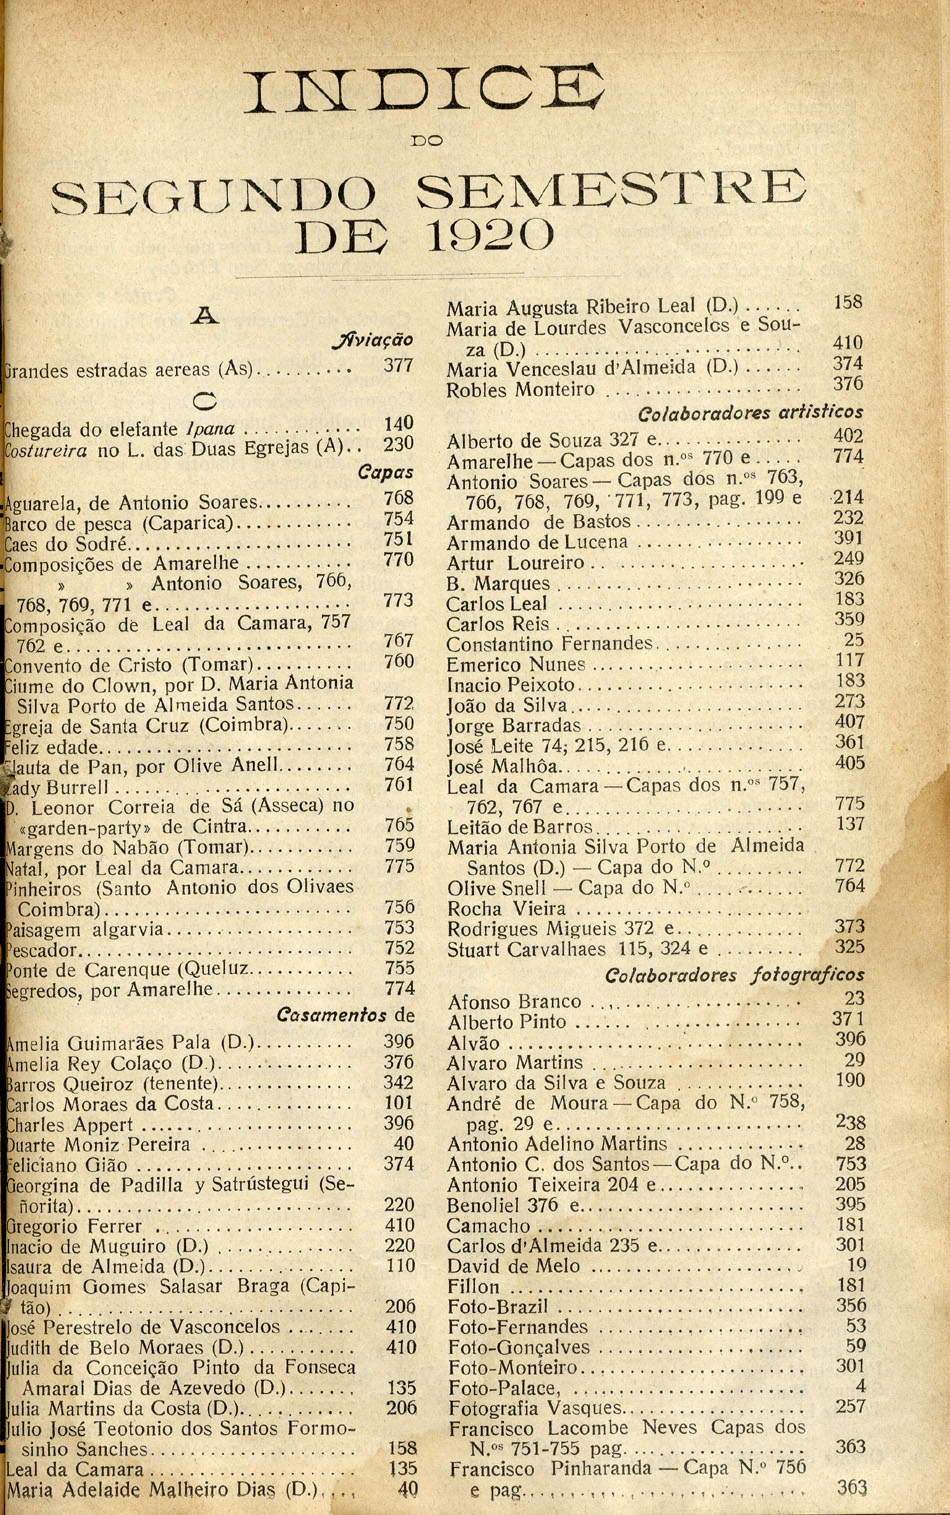 INDICE
DO
SEGUNDO SEMESTRE
DE 1920
A
Aviação
Grandes estradas aereas (As).......... 377
C
Chegada do elefante Ipana ............ 140
Costureira no L. das Duas Egrejas (A).. 230
Capas
Aguarela, de Antonio Soares.......... 768
Barco de pesca (Caparica)............ 754
Caes do Sodré...................... 751
Composições de Amarelhe ........... 770
» » Antonio Soares, 766,
768, 769, 771 e.................... 773
Composição de Leal da Camara, 757
762 e............................ 767
Convento de Cristo (Tomar).......... 760
Ciume do Clown, por D. Maria Antonia
Silva Porto de Almeida Santos...... 772
Egreja de Santa Cruz (Coimbra)....... 750
Feliz edade......................... 758
Flauta de Pan, por Olive Anell........ 764
Lady Burrell ........................ 761
D. Leonor Correia de Sá (Asseca) no
«garden-party» de Cintra........... 765
Margens do Nabão (Tomar).......... 759
Natal, por Leal da Camara........... 775
Pinheiros (Santo Antonio dos Olivaes
Coimbra)........................ 756
Paisagem algarvia.................. 753
Pescador.......................... 752
Ponte de Carenque (Queluz........... 755
Segredos, por Amarelhe.............. 774
Casamentos de
Amelia Guimarães Pala (D.).......... 396
Amelia Rey Colaço (D.).............. 376
Barros Queiroz (tenente)............. 342
Carlos Moraes da Costa.............. 101
Charles Appert ..................... 396
Duarte Moniz Pereira ............... 40
Feliciano Gião ..................... 374
Georgina de Padilla y Satrústegui (Se-
ñorita)........................... 220
Gregorio Ferrer .................... 410
Inacio de Muguiro (D.) ............. 220
Isaura de Almeida (D.).............. 110
Joaquim Gomes Salasar Braga (Capi-
tão) ............................. 206
José Perestrelo de Vasconcelos ....... 410
Judith de Belo Moraes (D.)........... 410
Julia da Conceição Pinto da Fonseca
Amaral Dias de Azevedo (D.)....... 135
Julia Martins da Costa (D.)........... 206
Julio José Teotonio dos Santos Formo-
sinho Sanches..................... 158
Leal da Camara ..................... 135
Maria Adelaide Malheiro Dias (D.).... 40
Maria Augusta Ribeiro Leal (D.)...... 158
Maria de Lourdes Vasconcelos e Sou-
za (D.) .......................... 410
Maria Venceslau d'Almeida (D.)...... 374
Robles Monteiro .................... 376
Colaboradores artisticos
Alberto de Souza 327 e.............. 402
Amarelhe — Capas dos n.os 770 e..... 774
Antonio Soares — Capas dos n.os 763,
766, 768, 769, 771, 773, pag. 199 e 214
Armando de Bastos................. 232
Armando de Lucena ................ 391
Artur Loureiro ..................... 249
B. Marques ........................ 326
Carlos Leal ........................ 183
Carlos Reis ........................ 359
Constantino Fernandes.............. 25
Emerico Nunes ..................... 117
Inacio Peixoto...................... 183
João da Silva....................... 273
Jorge Barradas ..................... 407
José Leite 74; 215, 216 e............. 361
José Malhôa........................ 405
Leal da Camara — Capas dos n.os 757,
762, 767 e........................ 775
Leitão de Barros.................... 137
Maria Antonia Silva Porto de Almeida
Santos (D.) — Capa do N.º ......... 772
Olive Snell — Capa do N.º .......... 764
Rocha Vieira .......................
Rodrigues Migueis 372 e............ 373
Stuart Carvalhaes 115, 324 e ......... 325
Colaboradores fotograficos
Afonso Branco ..................... 23
Alberto Pinto ...................... 371
Alvão ............................. 396
Alvaro Martins ..................... 29
Alvaro da Silva e Souza ............ 190
André de Moura — Capa do N.º 758,
pag. 29 e......................... 238
Antonio Adelino Martins ............ 28
Antonio C. dos Santos — Capa do N.º.. 753
Antonio Teixeira 204 e.............. 205
Benoliel 376 e...................... 395
Camacho .......................... 181
Carlos d'Almeida 235 e.............. 301
David de Melo ..................... 19
Fillon ............................. 181
Foto-Brazil ........................ 356
Foto-Fernandes .................... 53
Foto-Gonçalves .................... 59
Foto-Monteiro...................... 301
Foto-Palace, ....................... 4
Fotografia Vasques.................. 257
Francisco Lacombe Neves Capas dos
N.os 751-755 pag. ................. 363
Francisco Pinharanda — Capa N.º 756
e pag............................. 363